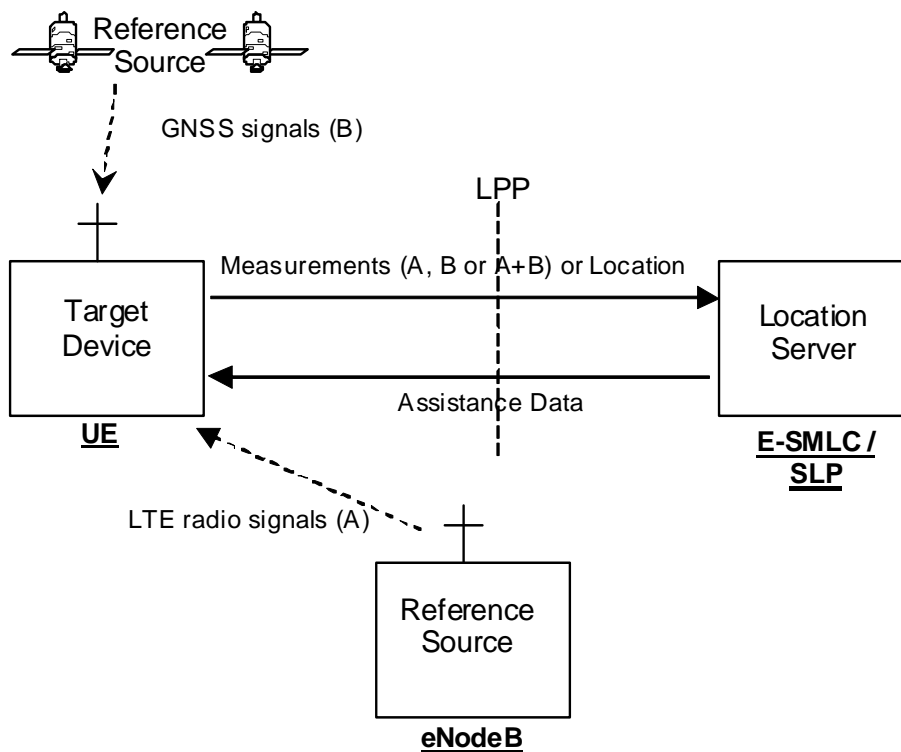 Reference
Source
GNSS signals (B)
LPP
Measurements (A, B or A+B) or Location
Target
Device
Location
Server
Assistance Data
UE
E-SMLC /
SLP
LTE radio signals (A)
Reference
Source
eNodeB